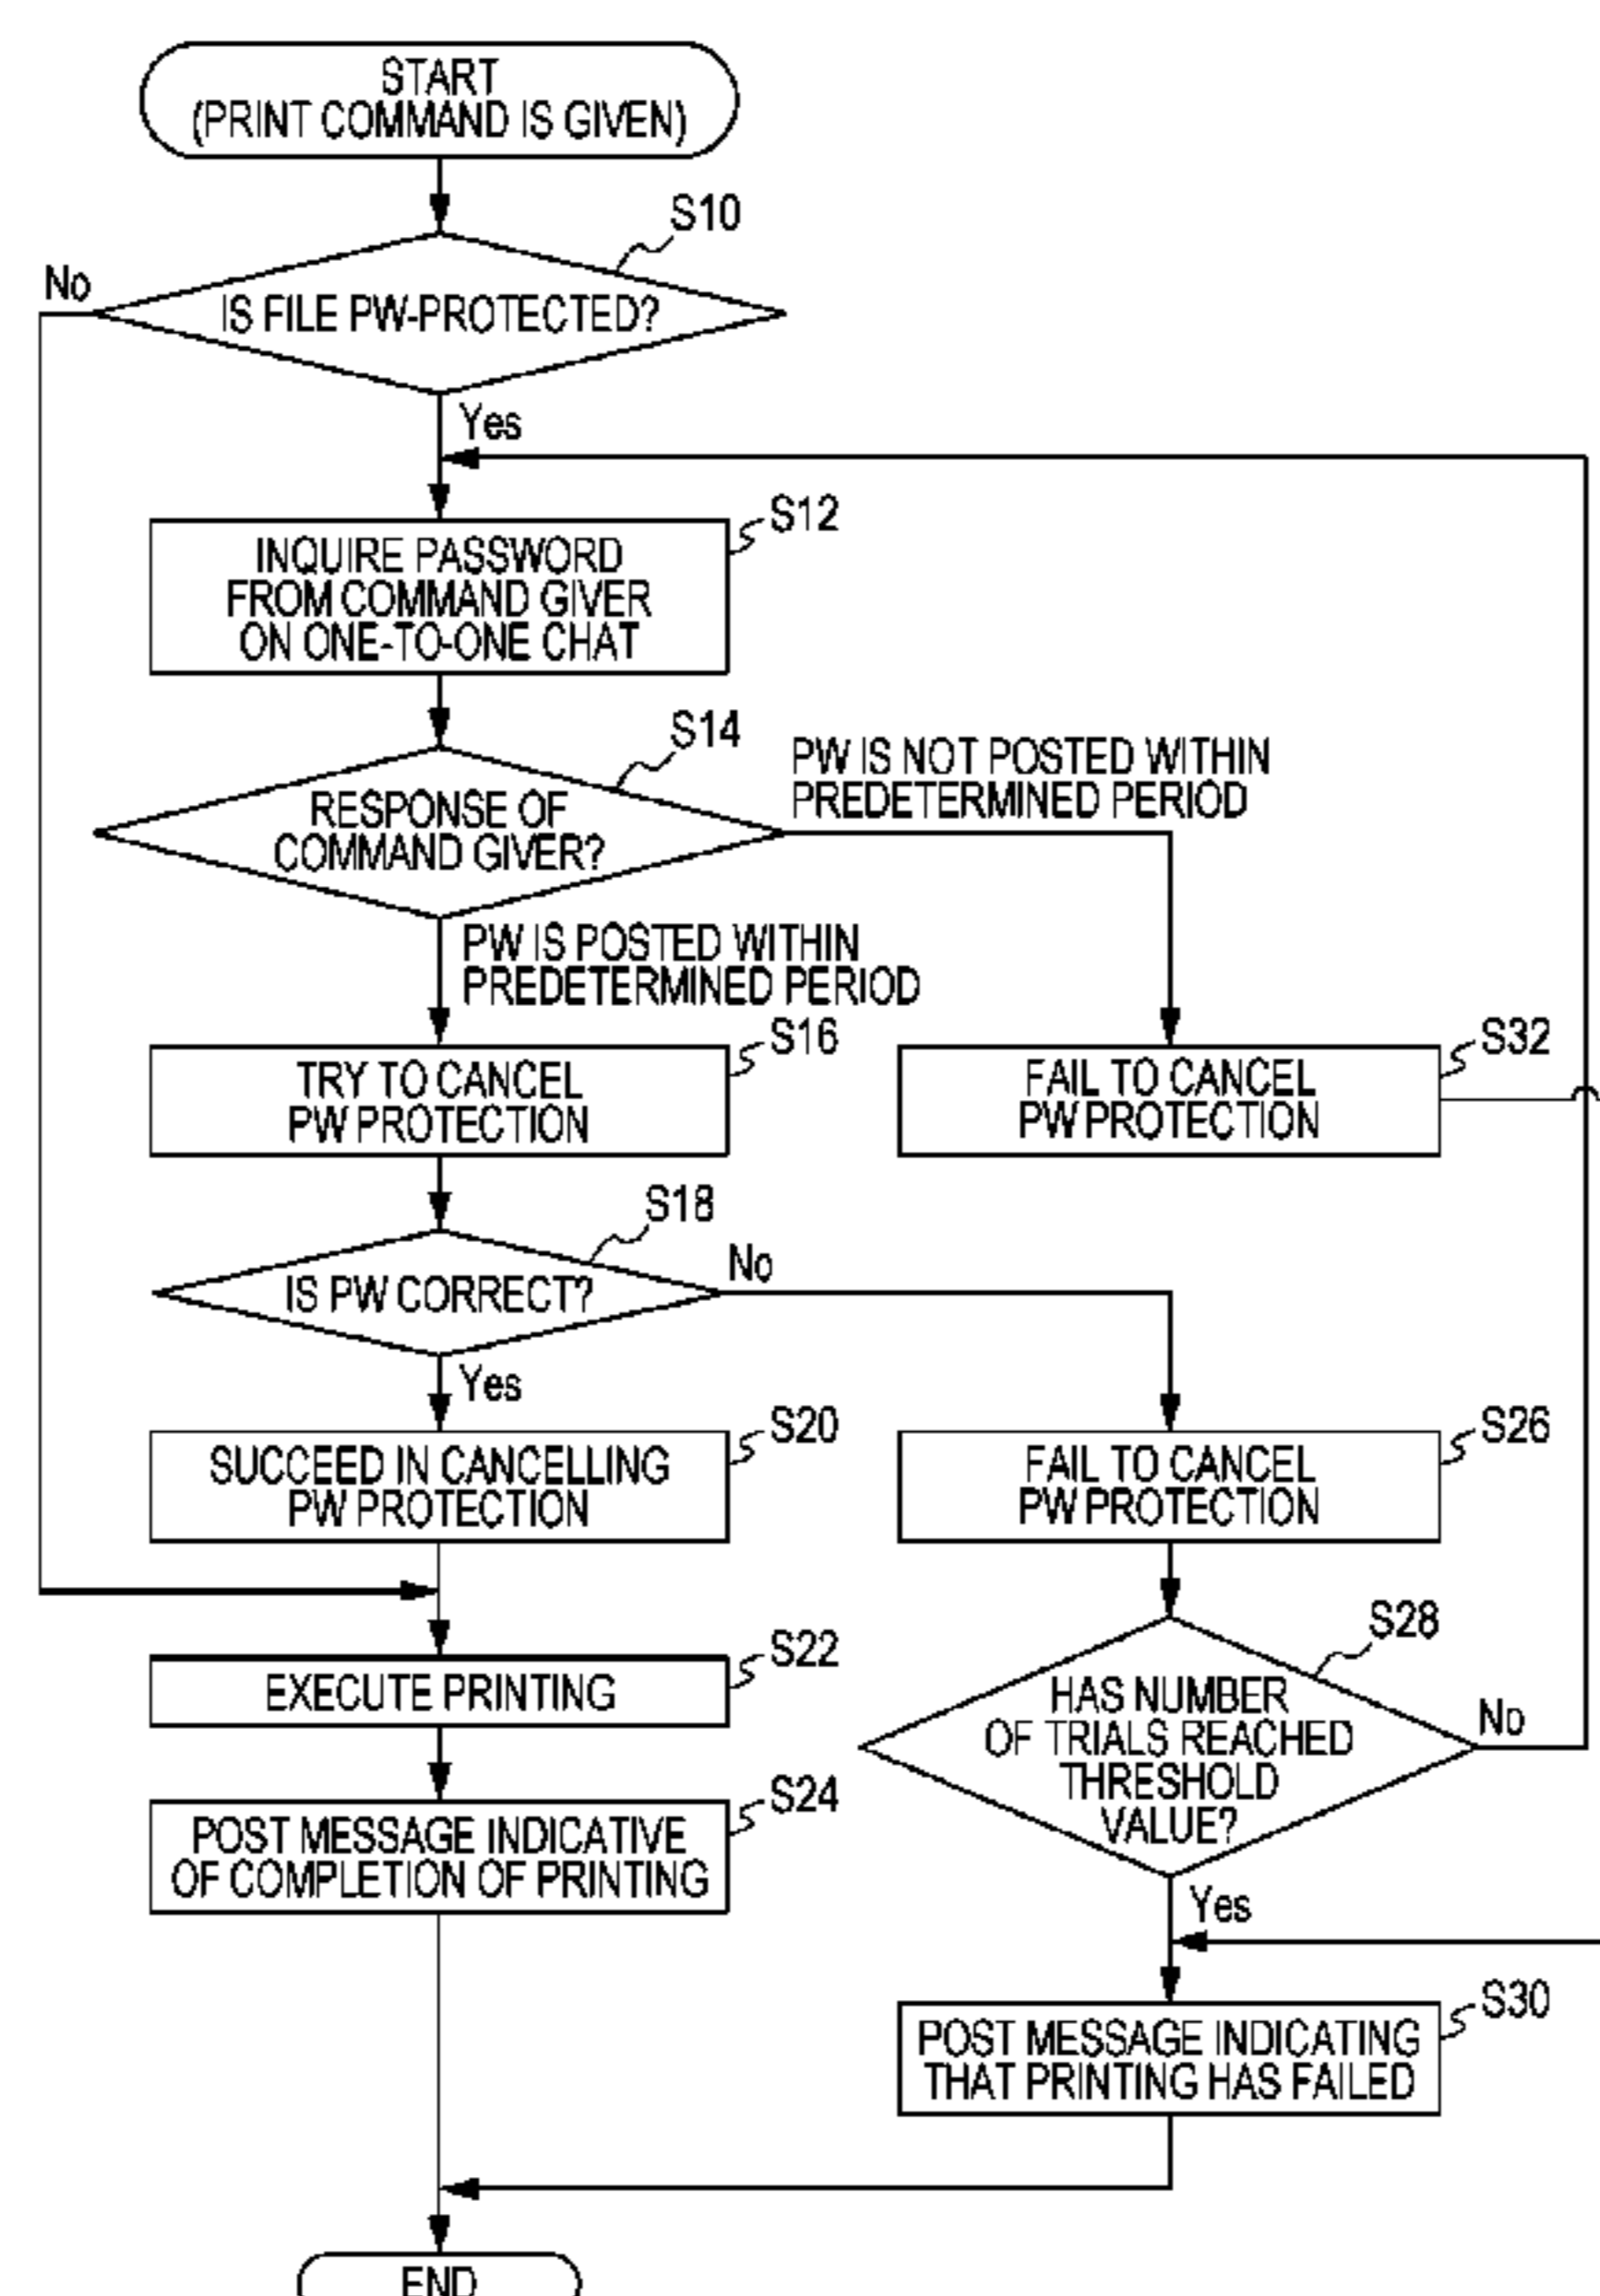 START
(PRINT COMMAND IS GIVEN)
S10
No
IS FILE PW-PROTECTED?
Yes
S12
INQUIRE PASSWORD
FROM COMMAND GIVER
ON ONE-TO-ONE CHAT
S14
PW IS NOT POSTED WITHIN
PREDETERMINED PERIOD
RESPONSE OF
COMMAND GIVER?
PW IS POSTED WITHIN
PREDETERMINED PERIOD
S16
TRY TO CANCEL
PW PROTECTION
S32
FAIL TO CANCEL
PW PROTECTION
S18
No
IS PW CORRECT?
Yes
S20
SUCCEED IN CANCELLING
PW PROTECTION
S26
FAIL TO CANCEL
PW PROTECTION
S22
EXECUTE PRINTING
S28
HAS NUMBER
OF TRIALS REACHED
THRESHOLD
VALUE?
No
S24
POST MESSAGE INDICATIVE
OF COMPLETION OF PRINTING
Yes
S30
POST MESSAGE INDICATING
THAT PRINTING HAS FAILED
END